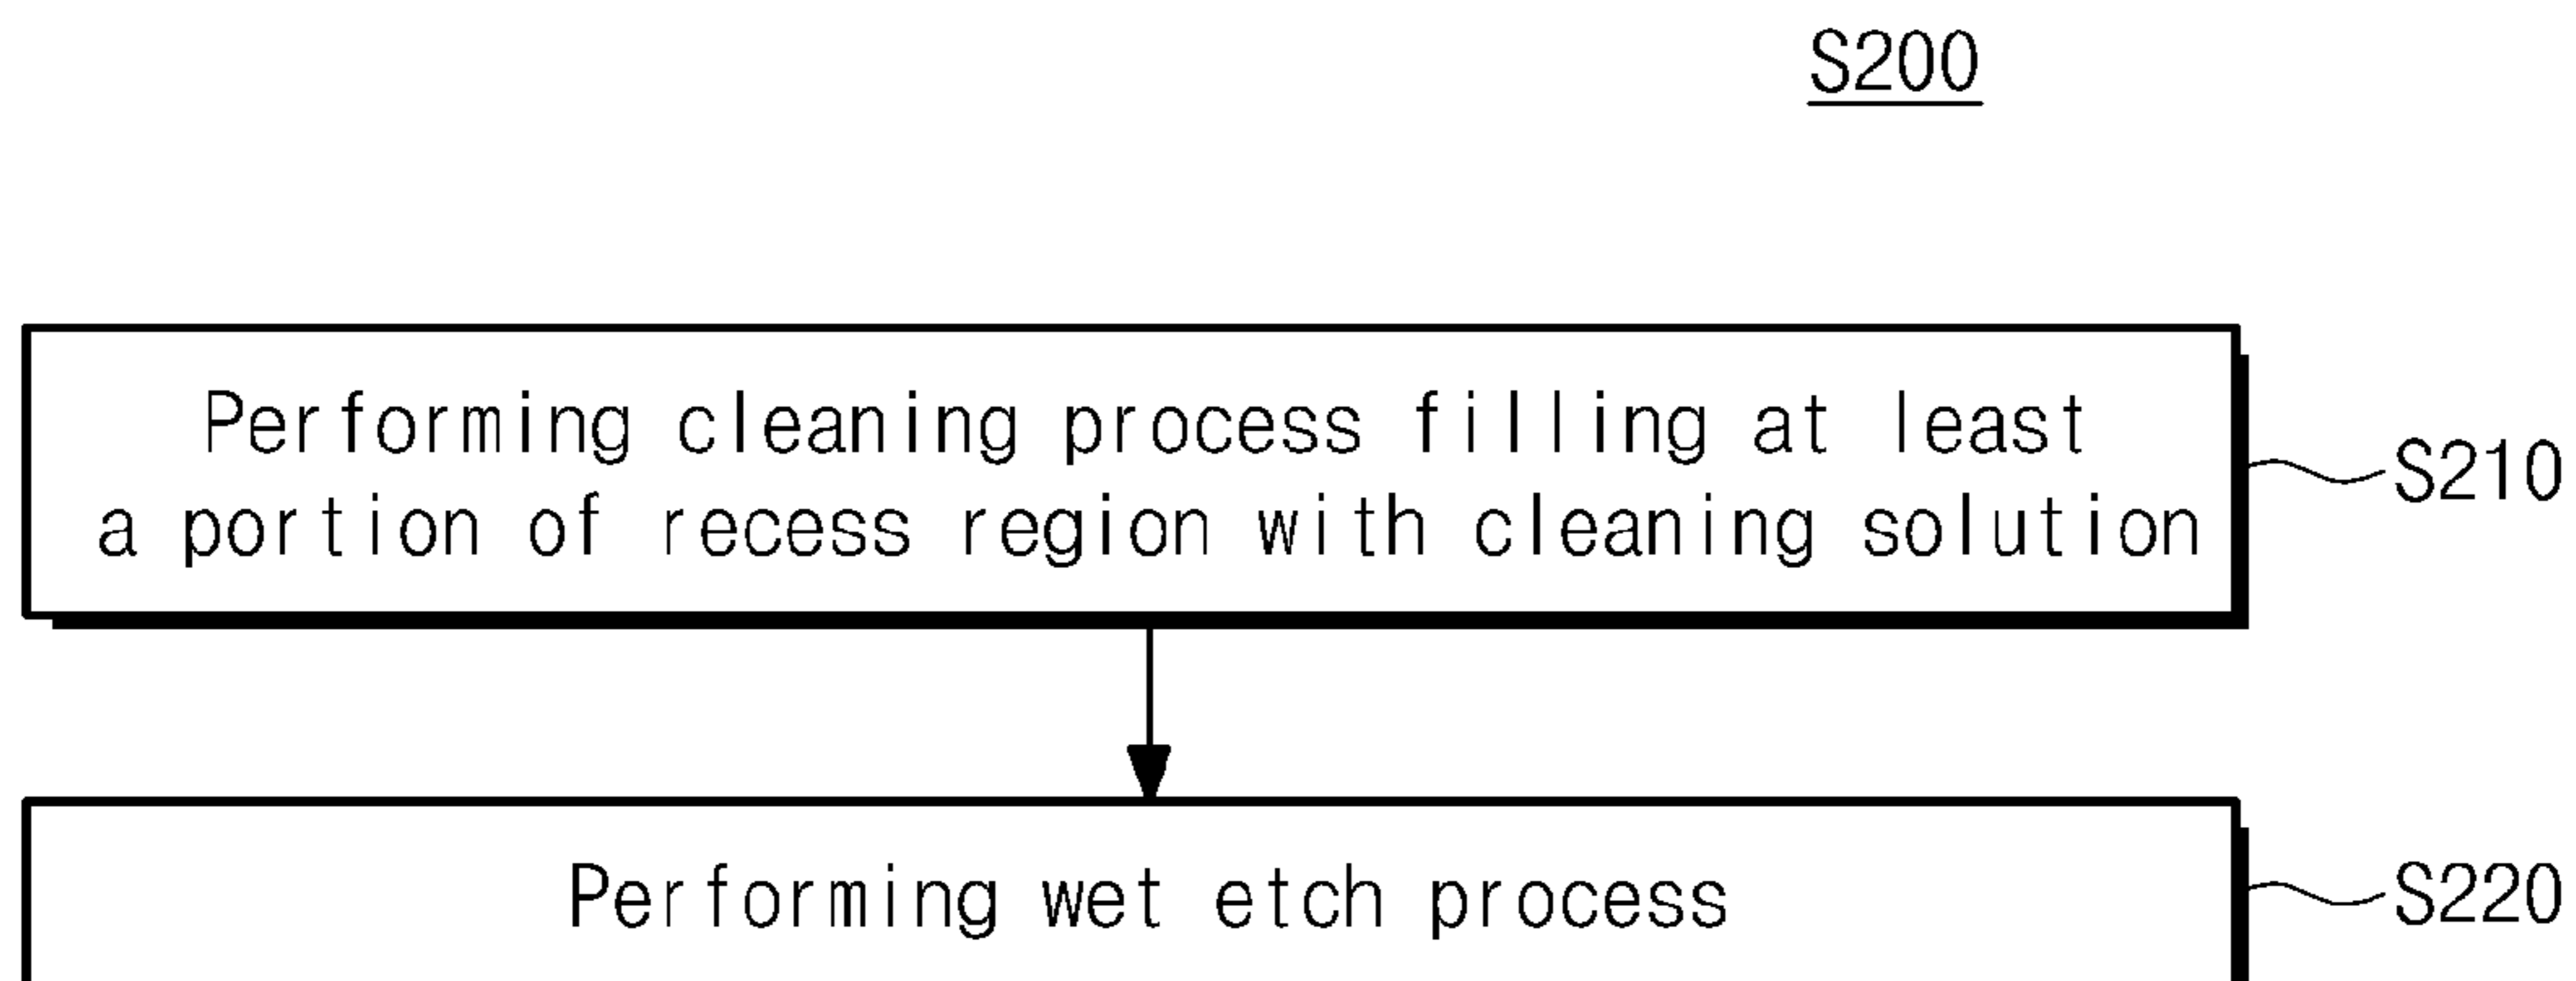 S200
Performing cleaning process filling at least
a portion of recess region with cleaning solution
S210
Performing wet etch process
S220